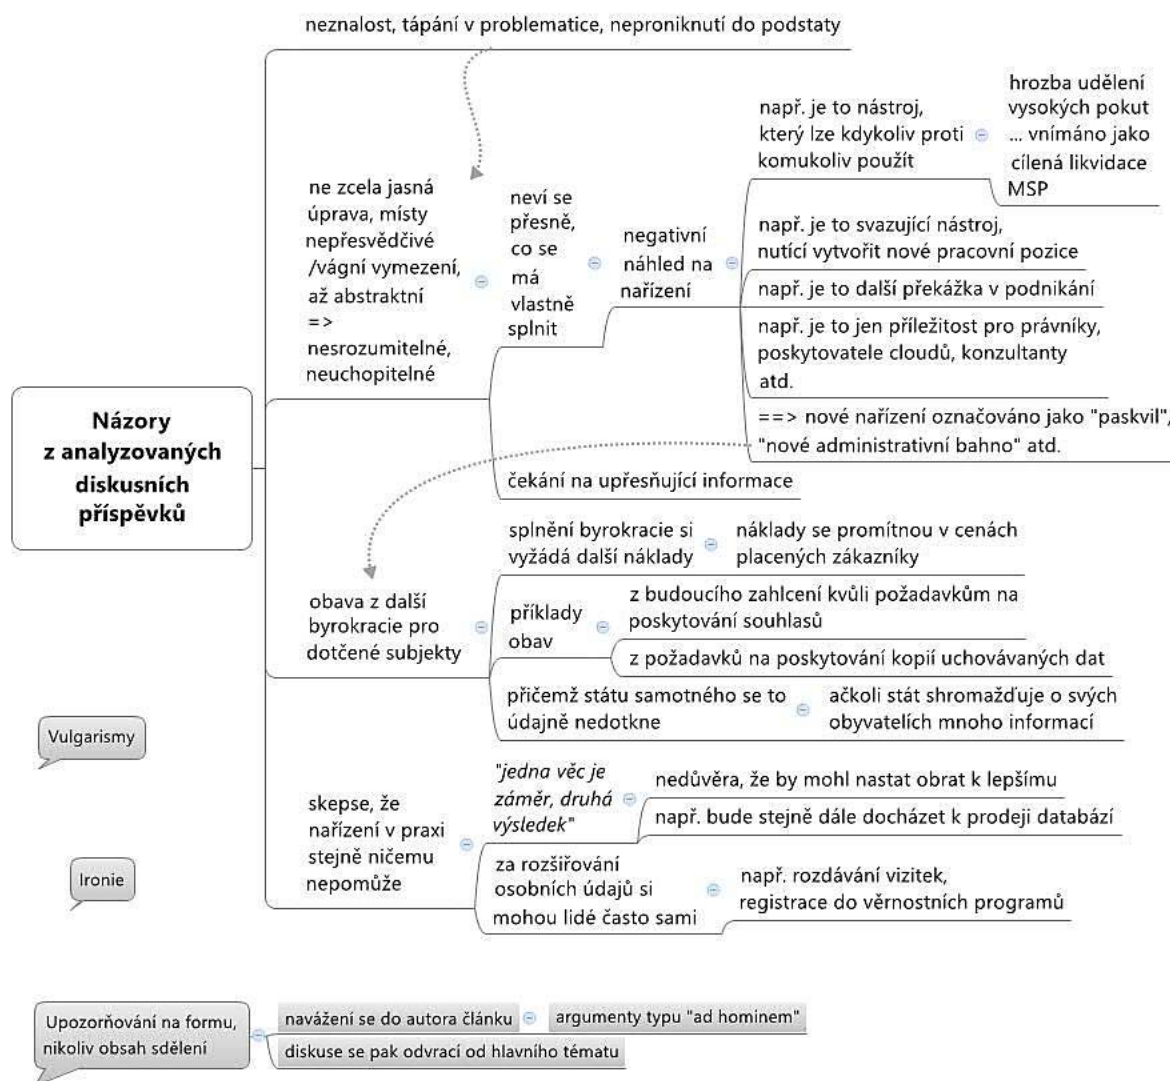 neznalost, tápání v problematice, neproniknutí do podstaty
ne zcela jasná
úprava, místy
nepřesvědčivé
/vágní vymezení,
až abstraktní
=>
nesrozumitelné,
neuchopitelné
neví se
přesně,
co se
má
vlastně
splnit
negativní
náhled na
nařízení
např. je to nástroj,
který lze kdykoliv proti
komukoliv použít
hrozba udělení
vysokých pokut
... vnímáno jako
cílená likvidace
MSP
např. je to svazující nástroj,
nutící vytvořit nové pracovní pozice
např. je to další překážka v podnikání
např. je to jen příležitost pro právníky,
poskytovatele cloudů, konzultanty
atd.
==> nové nařízení označováno jako "paskvil",
"nové administrativní bahno" atd.
čekání na upřesňující informace
Názory
z analyzovaných
diskusních
příspěvků
obava z další
byrokracie pro
dotčené subjekty
splnění byrokracie si
vyžádá další náklady
náklady se promítnou v cenách
placených zákazníky
příklady
obav
z budoucího zahlcení kvůli požadavkům na
poskytování souhlasů
z požadavků na poskytování kopií uchovávaných dat
přičemž státu samotného se to
údajně nedotkne
ačkoli stát shromažďuje o svých
obyvatelích mnoho informací
Vulgarismy
skepse, že
nařízení v praxi
stejně ničemu
nepomůže
"jedna věc je
záměr, druhá
výsledek"
nedůvěra, že by mohl nastat obrat k lepšímu
např. bude stejně dále docházet k prodeji databází
za rozšiřování
osobních údajů si
mohou lidé často sami
např. rozdávání vizitek,
registrace do věrnostních programů
Ironie
Upozorňování na formu,
nikoliv obsah sdělení
navážení se do autora článku
argumenty typu "ad hominem"
diskuse se pak odvrací od hlavního tématu